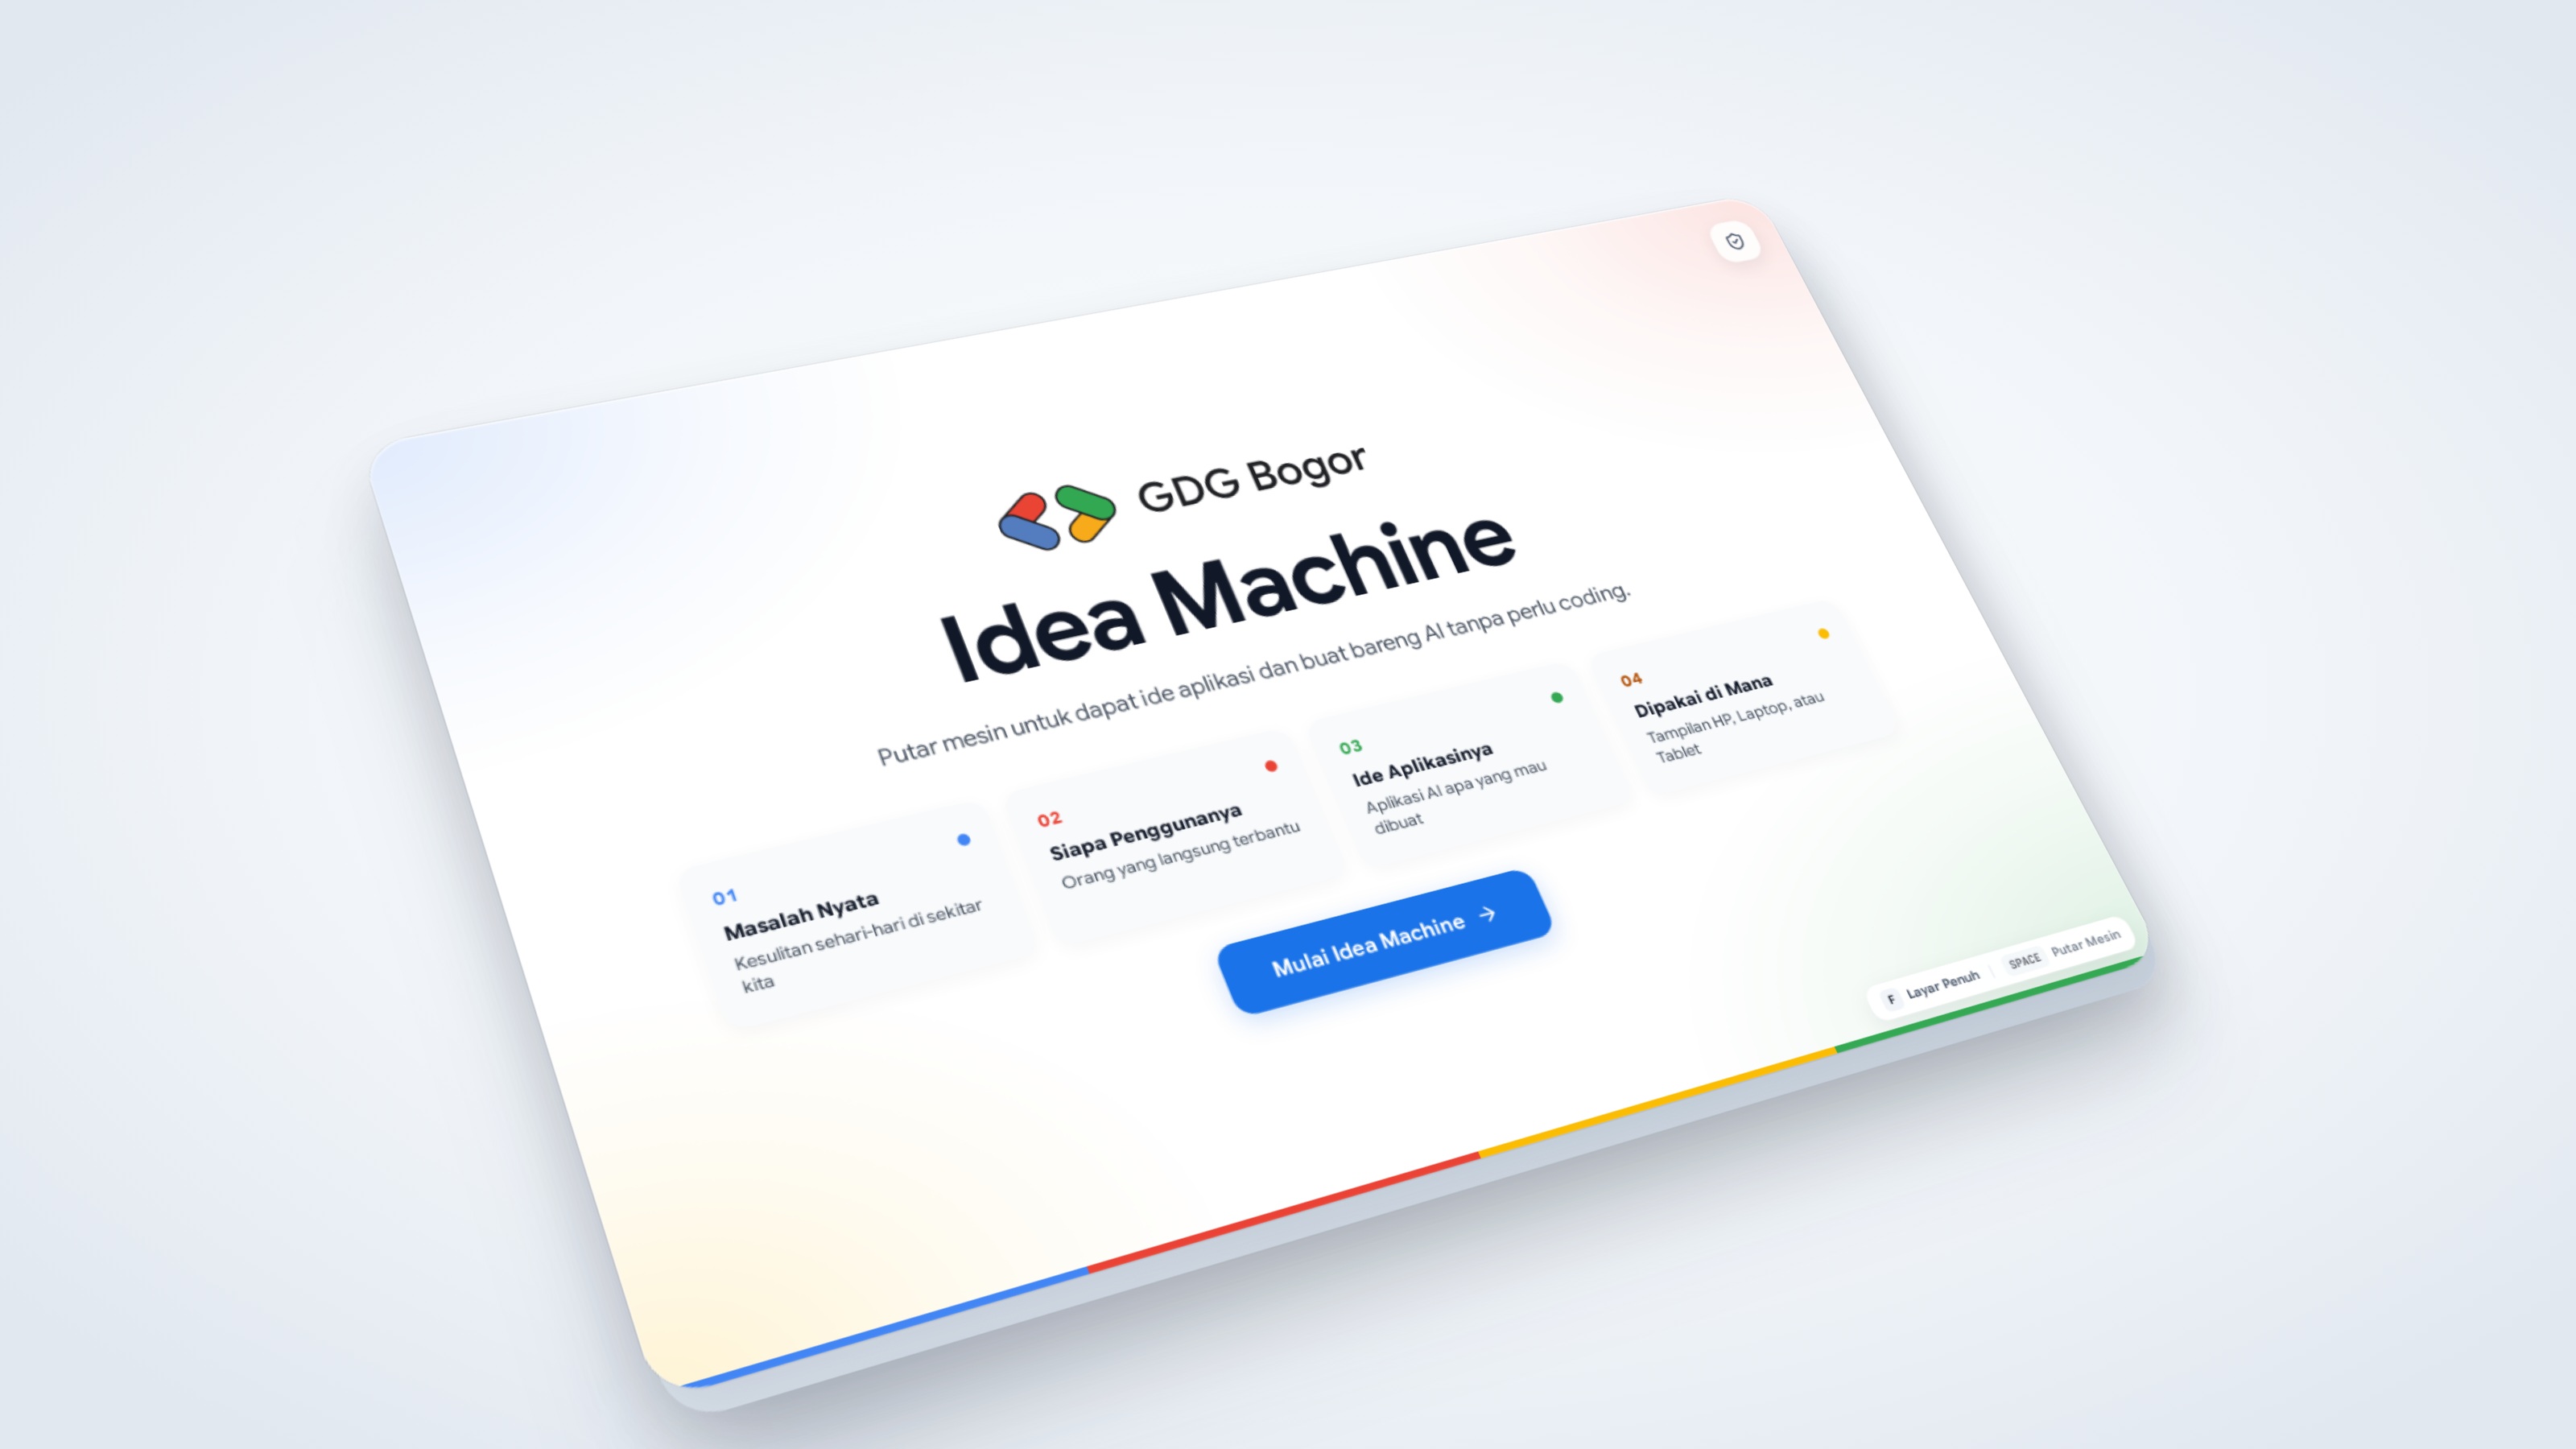 GDG Bogor
Idea Machine
Putar mesin untuk dapat ide aplikasi dan buat bareng AI tanpa perlu coding.
01
Masalah Nyata
Kesulitan sehari-hari di sekitar
kita
02
Siapa Penggunanya
Orang yang langsung terbantu
03
Ide Aplikasinya
Aplikasi AI apa yang mau
dibuat
04
Dipakai di Mana
Tampilan HP, Laptop, atau
Tablet
Mulai Idea Machine →
F Layar Penuh SPACE Putar Mesin